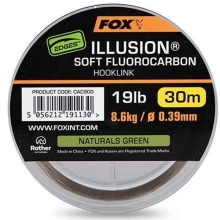 FOX
EDGES
ILLUSION®
SOFT FLUOROCARBON
HOOKLINK
PRODUCT CODE: CAC800
5 056212 191130 >
WWW.FOXINT.COM
19lb
30m
8.6kg / Ø 0.39mm
NATURALS GREEN